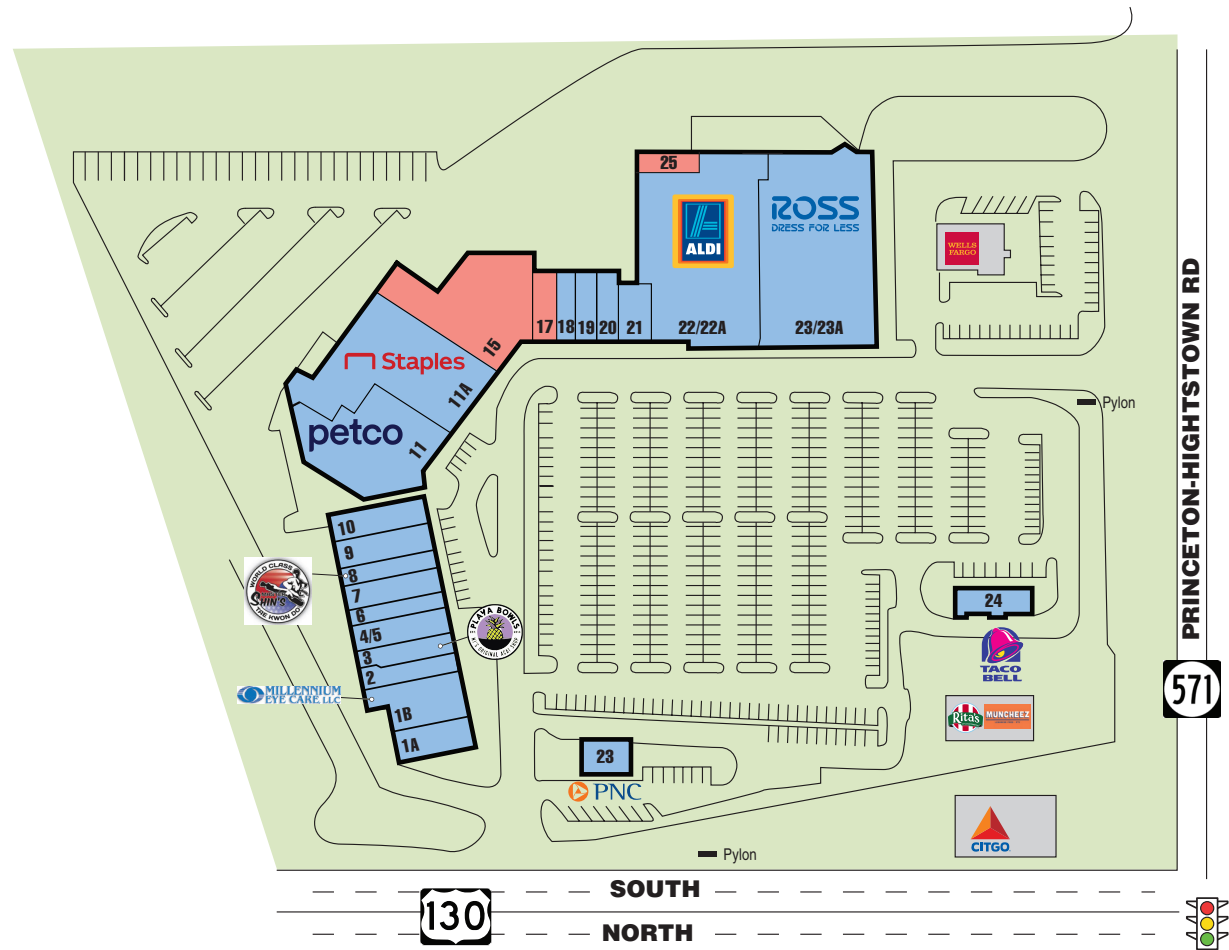 25
ALDI
ROSS
DRESS FOR LESS
WELLS
FARGO
17
18
19
20
21
22/22A
23/23A
15
Staples
11A
petco
11
Pylon
PRINCETON-HIGHTSTOWN RD
571
10
9
8
7
6
4/5
3
2
1B
1A
WORLD CLASS
SHIN'S
TAE KWON DO
PLAYA BOWLS
N.J.'S ORIGINAL ACAI SHOP
MILLENNIUM
EYE CARE LLC
24
TACO
BELL
Rita's
MUNCHEEZ
23
PNC
CITGO
Pylon
SOUTH
130
NORTH